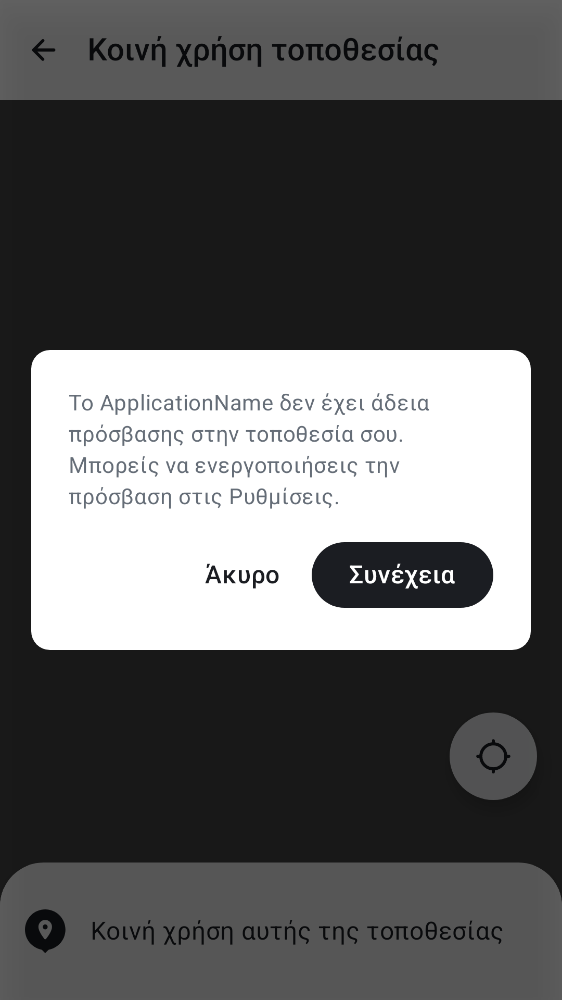 Κοινή χρήση τοποθεσίας
Το ApplicationName δεν έχει άδεια
πρόσβασης στην τοποθεσία σου.
Μπορείς να ενεργοποιήσεις την
πρόσβαση στις Ρυθμίσεις.
Άκυρο
Συνέχεια
Κοινή χρήση αυτής της τοποθεσίας